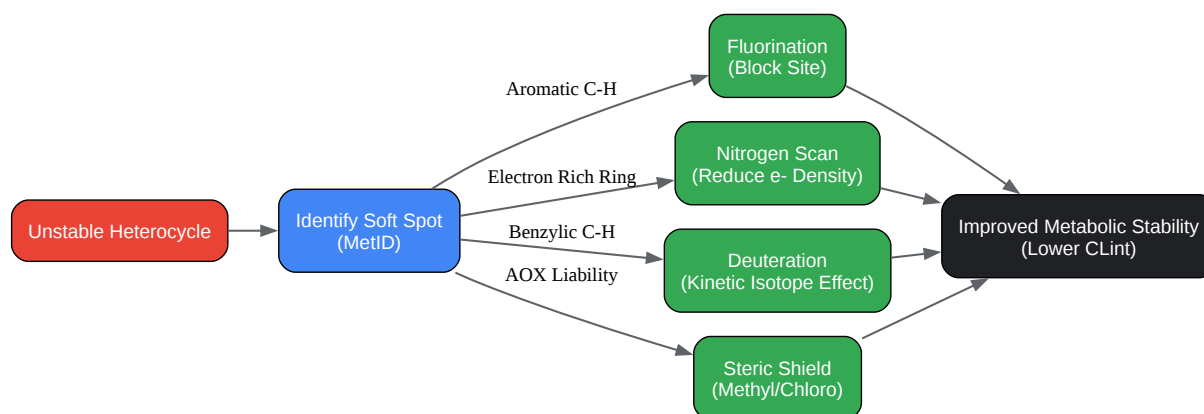 Unstable Heterocycle
Identify Soft Spot
(MetID)
Aromatic C-H
Electron Rich Ring
Benzylic C-H
AOX Liability
Fluorination
(Block Site)
Nitrogen Scan
(Reduce e- Density)
Deuteration
(Kinetic Isotope Effect)
Steric Shield
(Methyl/Chloro)
Improved Metabolic Stability
(Lower CLint)